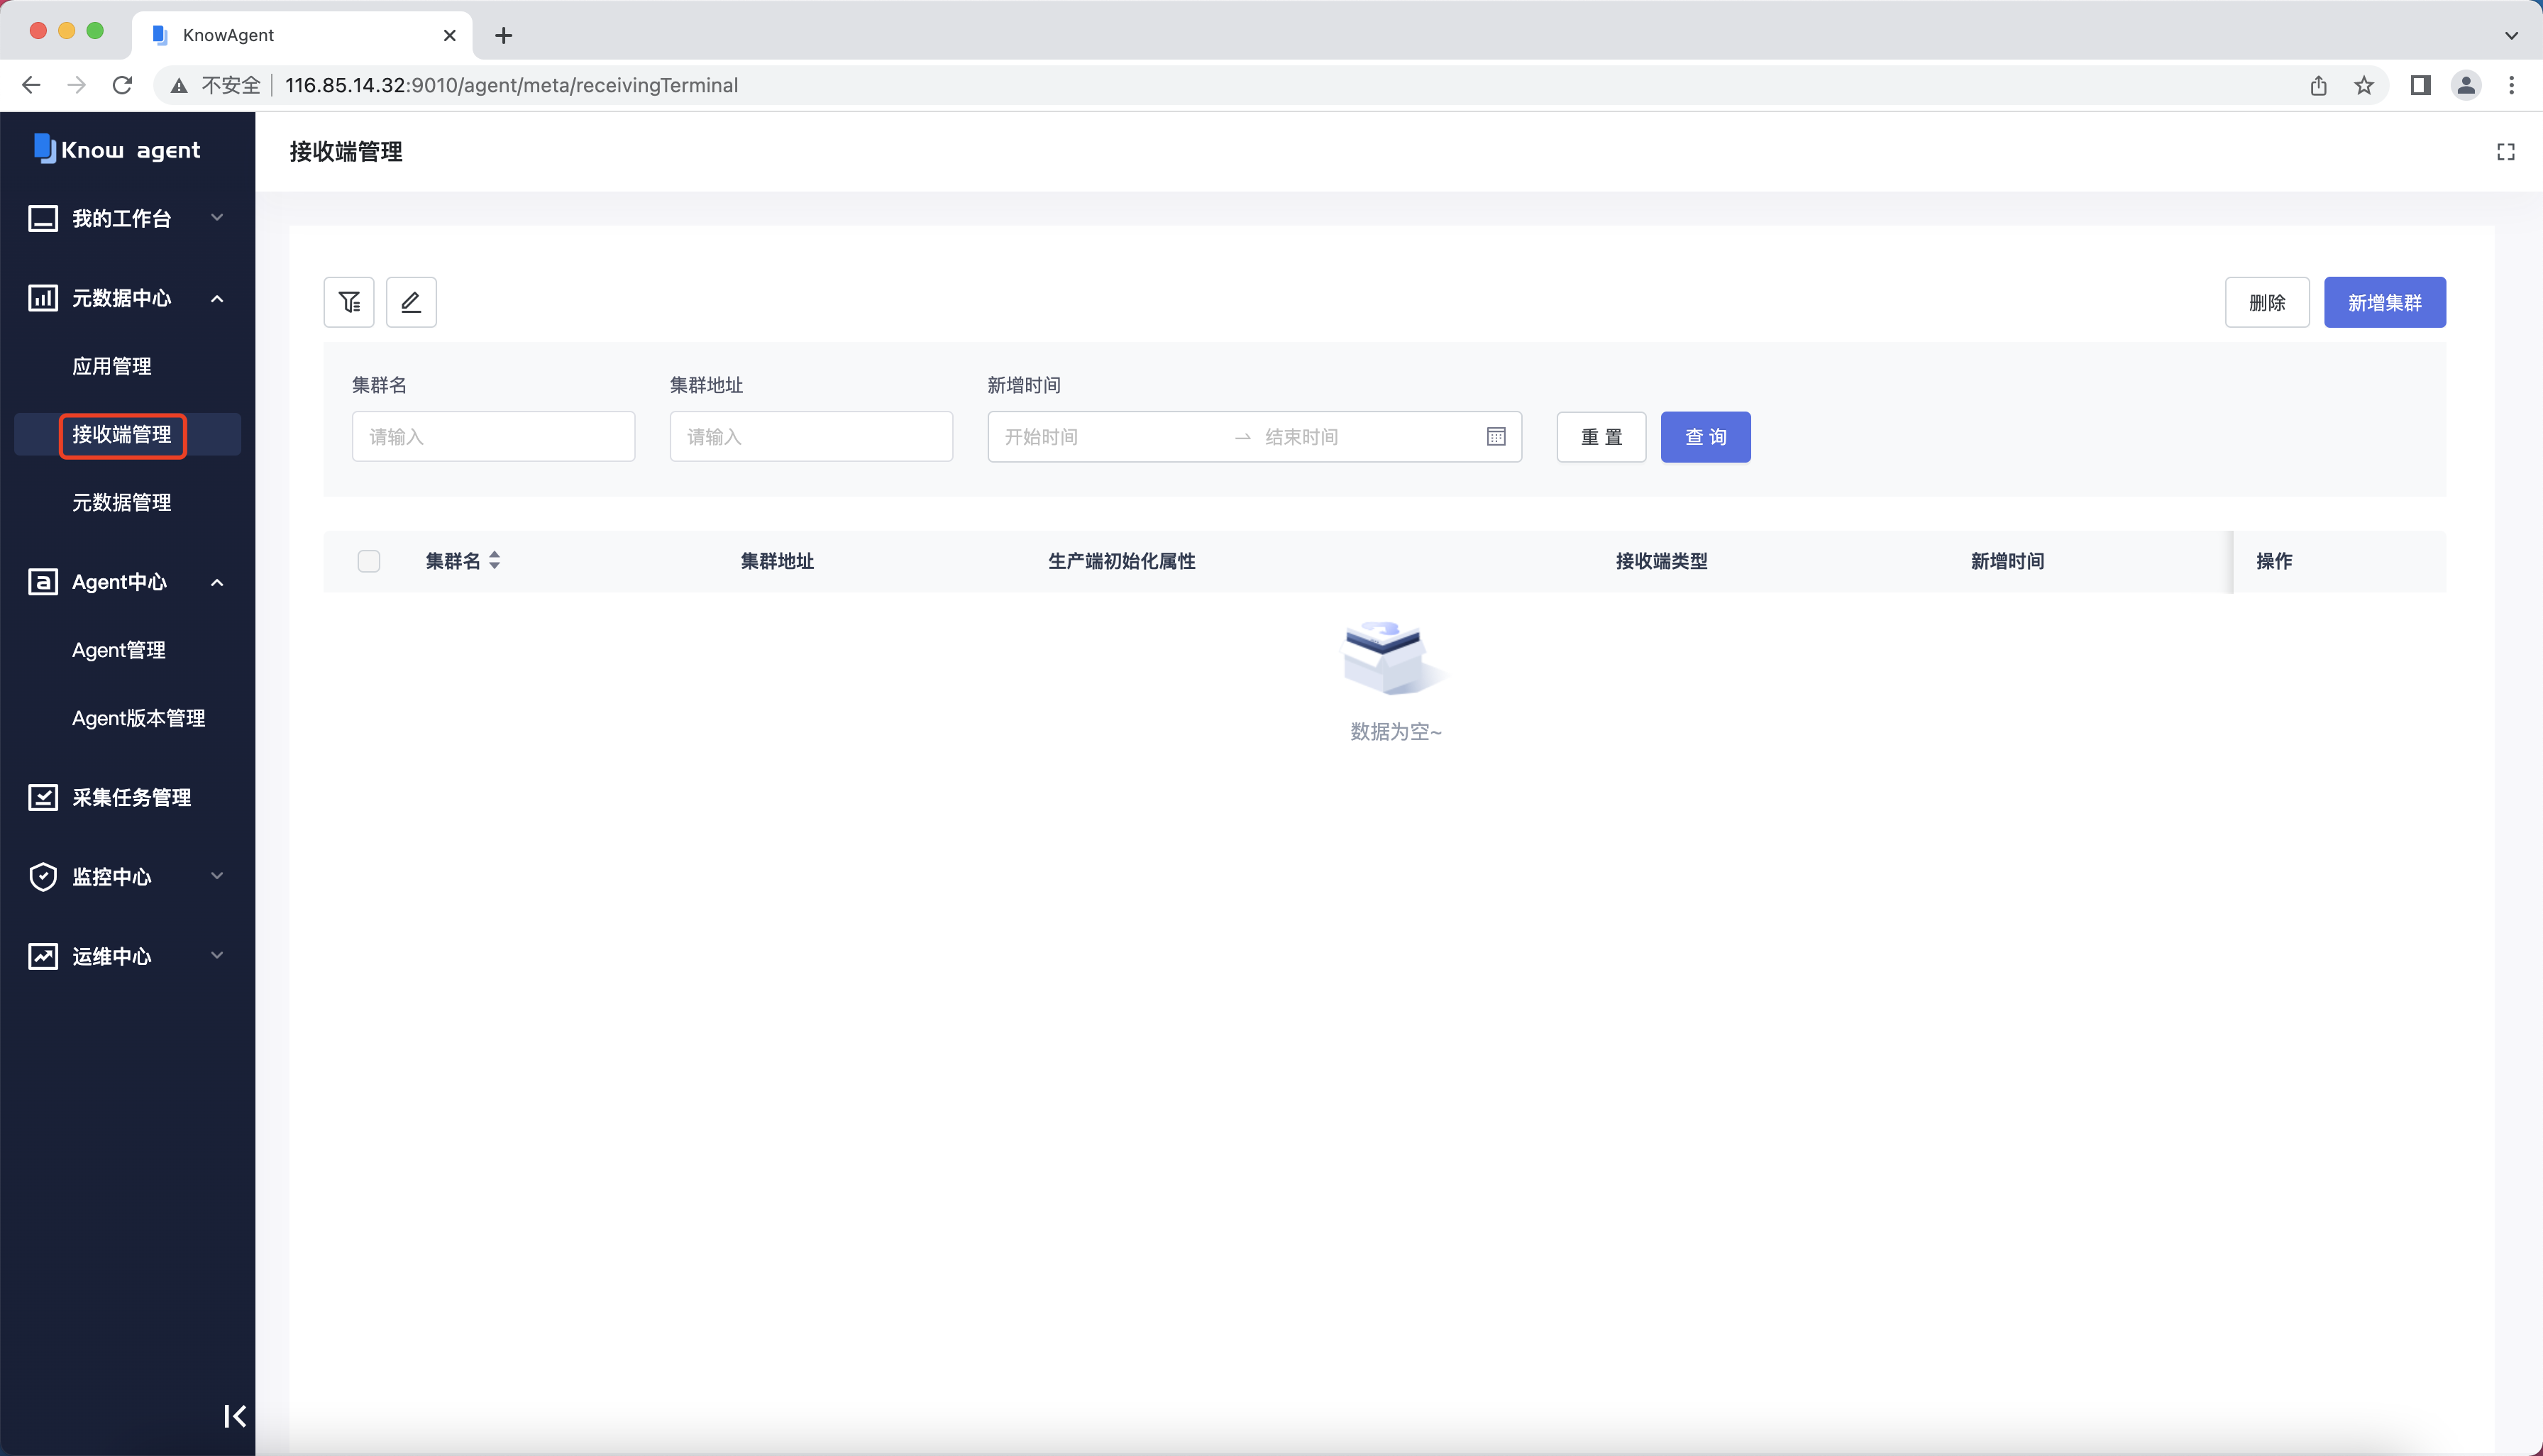 KnowAgent
不安全 116.85.14.32:9010/agent/meta/receivingTerminal
Know agent
我的工作台
元数据中心
应用管理
接收端管理
元数据管理
Agent中心
Agent管理
Agent版本管理
采集任务管理
监控中心
运维中心
接收端管理
删除 新增集群
集群名 集群地址 新增时间
请输入 请输入 开始时间 结束时间 重 置 查 询
集群名 集群地址 生产端初始化属性 接收端类型 新增时间 操作
数据为空~